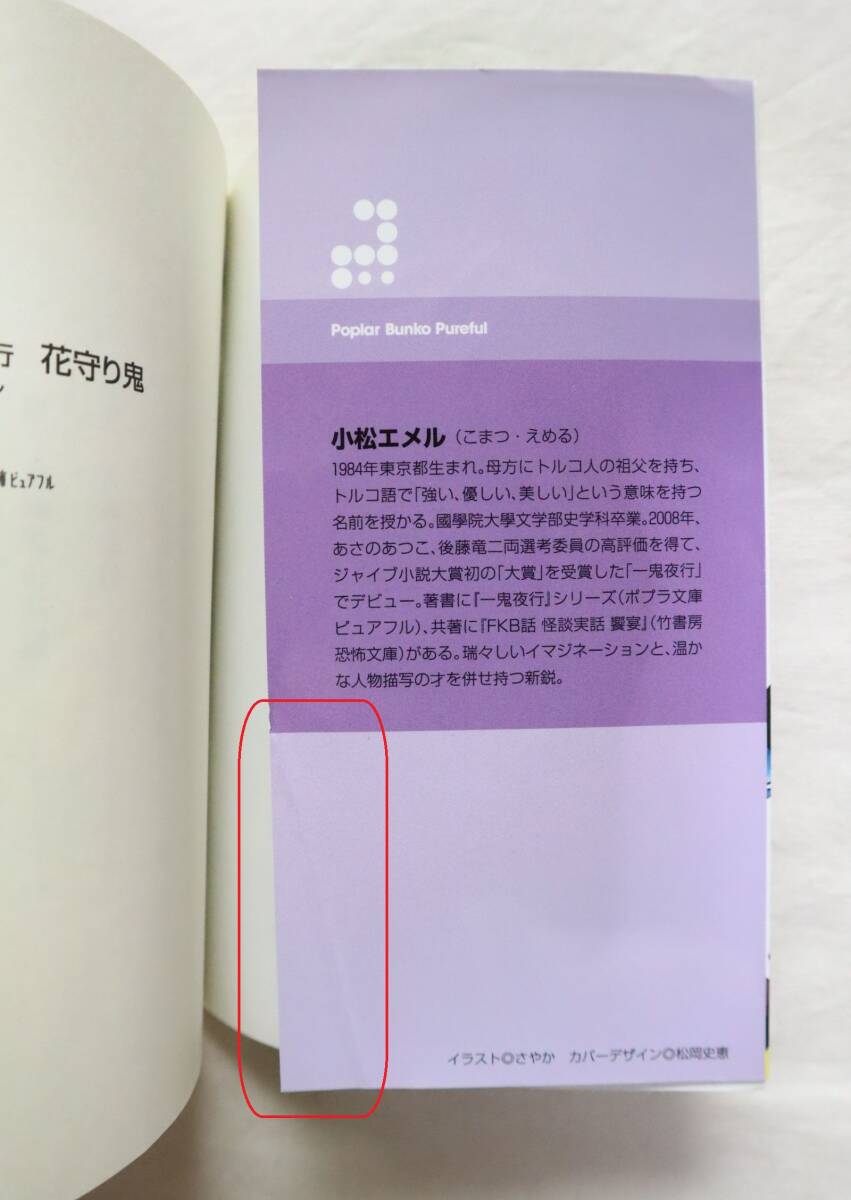 行 花守り鬼
Poplar Bunko Pureful
小松エメル（こまつ・えめる）
1984年東京都生まれ。母方にトルコ人の祖父を持ち、
トルコ語で「強い、優しい、美しい」という意味を持つ
名前を授かる。國學院大學文学部史学科卒業。2008年、
あさのあつこ、後藤竜二両選考委員の高評価を得て、
ジャイブ小説大賞初の「大賞」を受賞した「一鬼夜行」
でデビュー。著書に『一鬼夜行』シリーズ（ポプラ文庫
ピュアフル）、共著に『FKB話 怪談実話 饗宴』（竹書房
恐怖文庫）がある。瑞々しいイマジネーションと、温か
な人物描写の才を併せ持つ新鋭。
イラスト◎さやか　カバーデザイン◎松岡史恵
ピュアフル